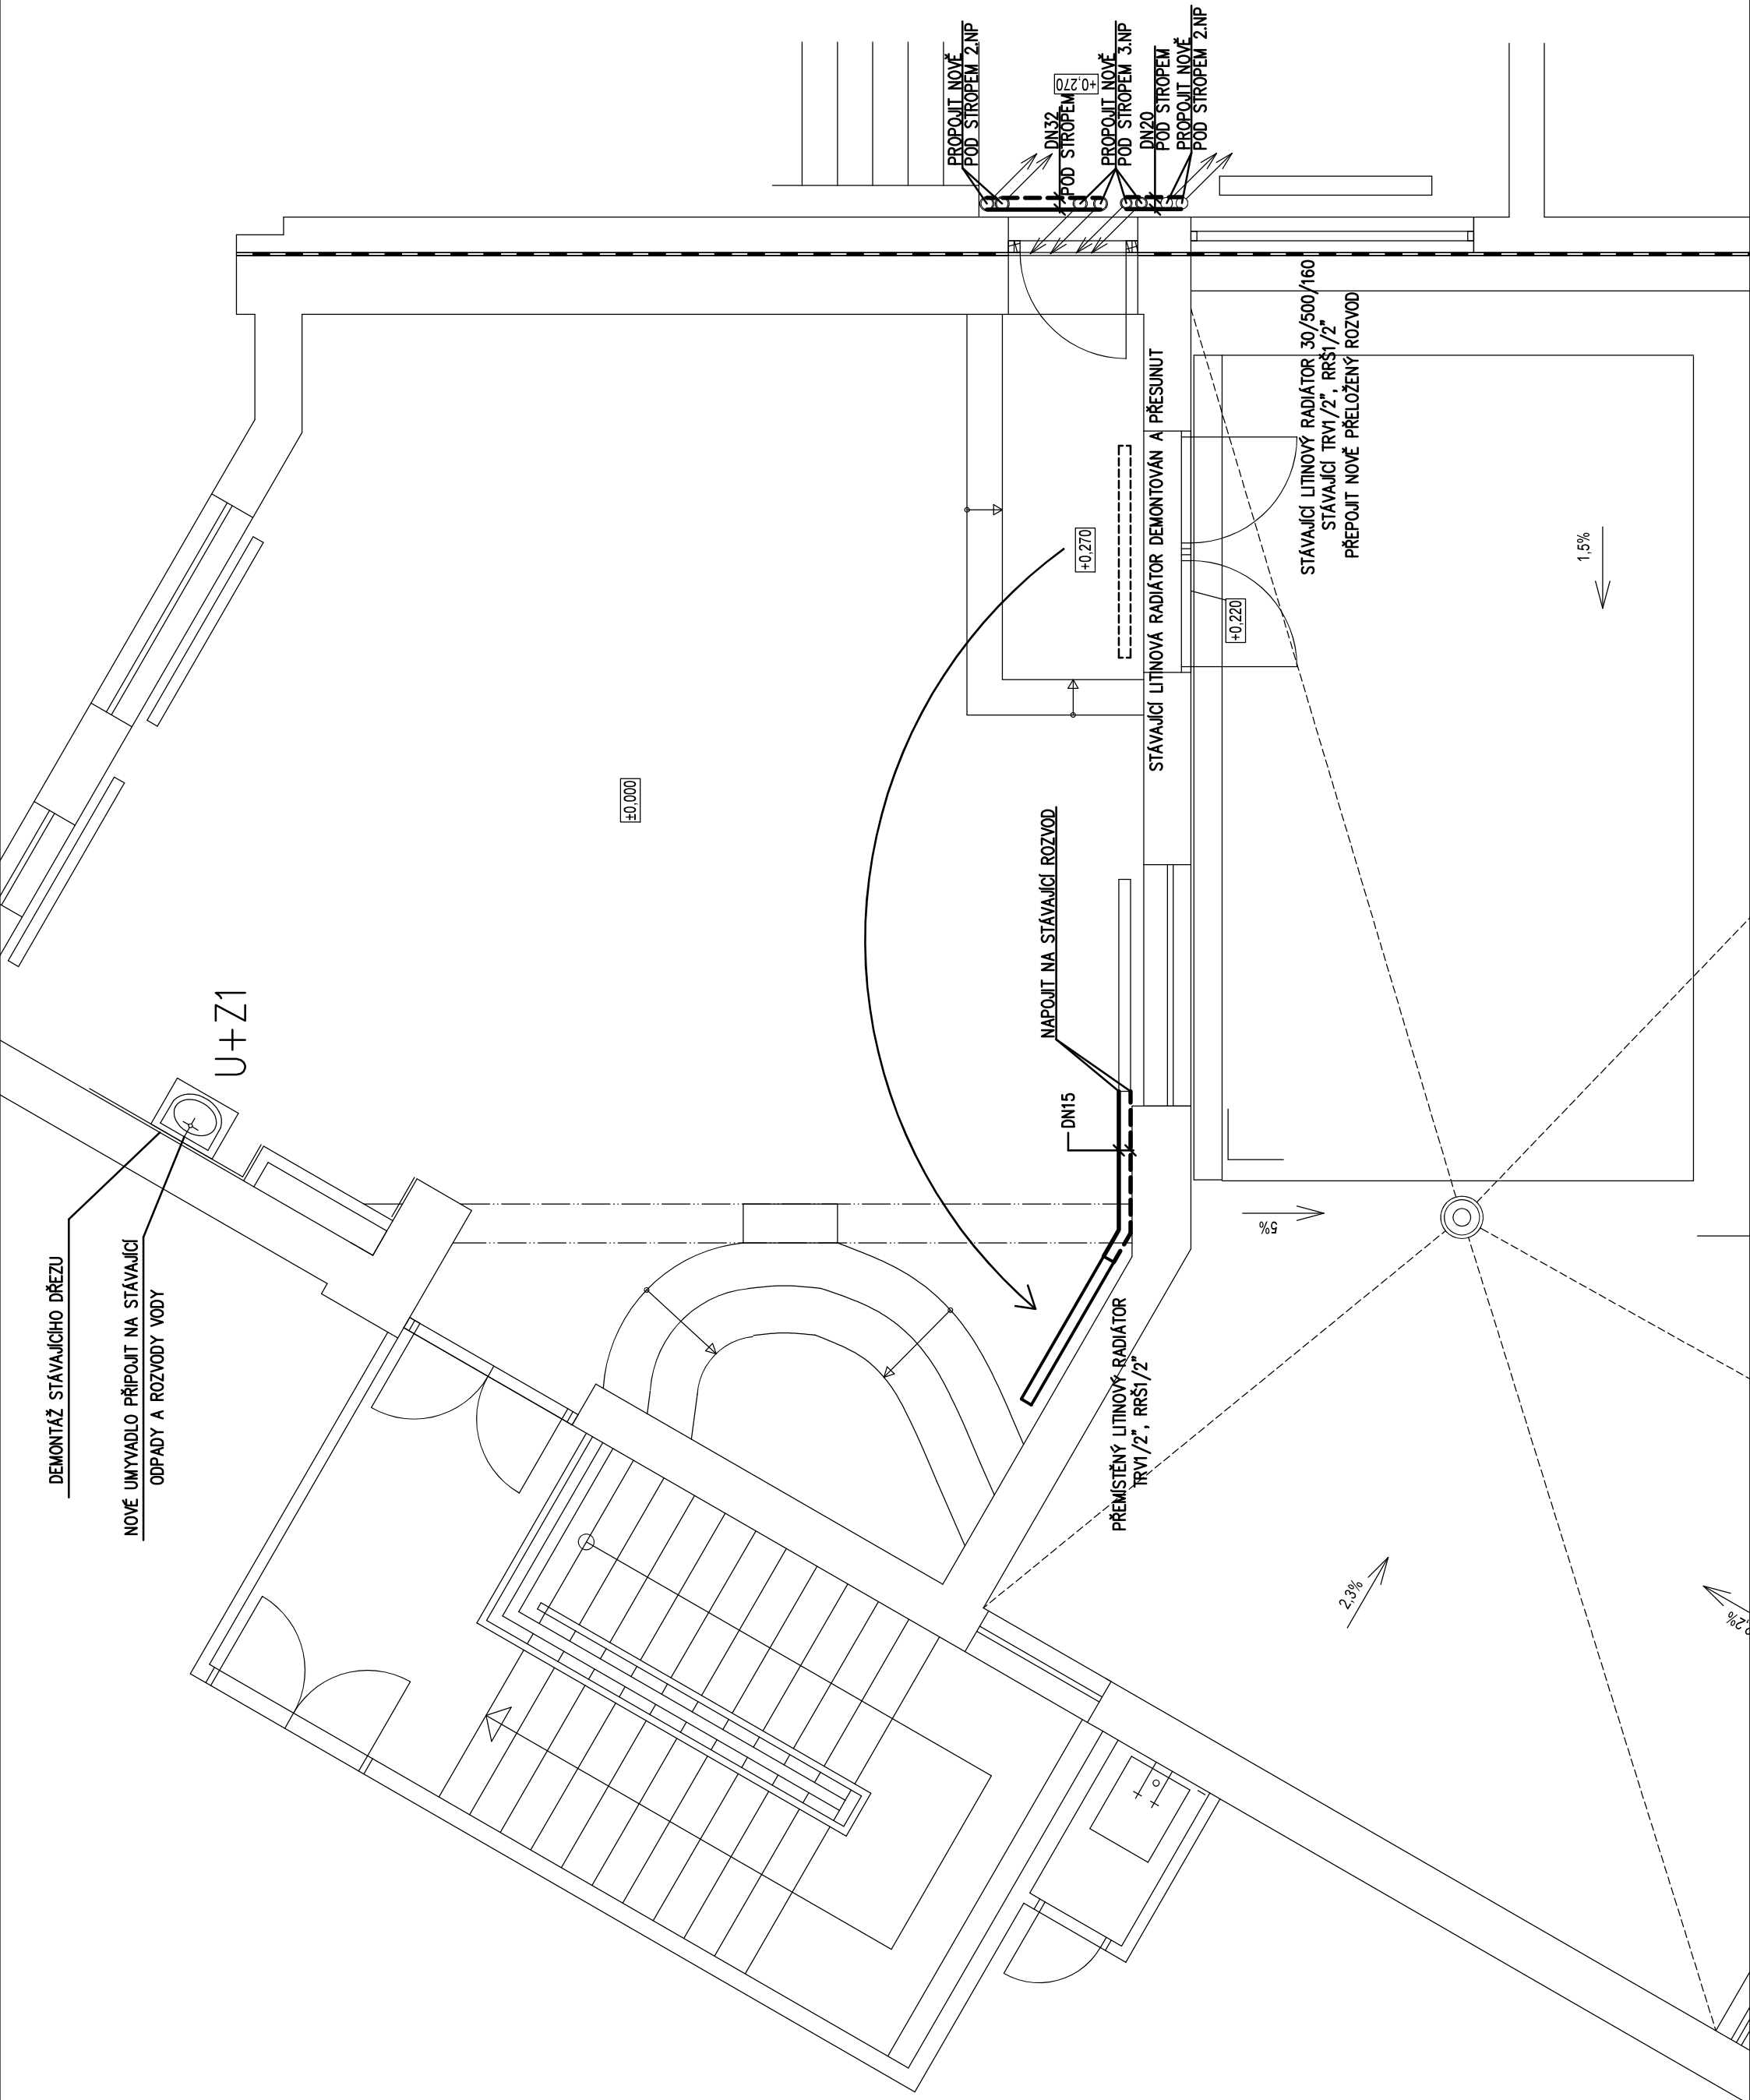 DEMONTÁŽ STÁVAJÍCÍHO DŘEZU
NOVÉ UMYVADLO PŘIPOJIT NA STÁVAJÍCÍ
ODPADY A ROZVODY VODY
U+Z1
±0,000
PROPOJIT NOVĚ
POD STROPEM 2.NP
DN32
POD STROPEM
+0,270
PROPOJIT NOVĚ
POD STROPEM 3.NP
DN20
POD STROPEM
PROPOJIT NOVĚ
POD STROPEM 2.NP
+0,270
STÁVAJÍCÍ LITINOVÁ RADIÁTOR DEMONTOVÁN A PŘESUNUT
+0,220
STÁVAJÍCÍ LITINOVÝ RADIÁTOR 30/500/160
STÁVAJÍCÍ TRV1/2", RRŠ1/2"
PŘEPOJIT NOVĚ PŘELOŽENÝ ROZVOD
1,5%
NAPOJIT NA STÁVAJÍCÍ ROZVOD
DN15
5%
PŘEMÍSTĚNÝ LITINOVÝ RADIÁTOR
TRV1/2", RRŠ1/2"
2,3%